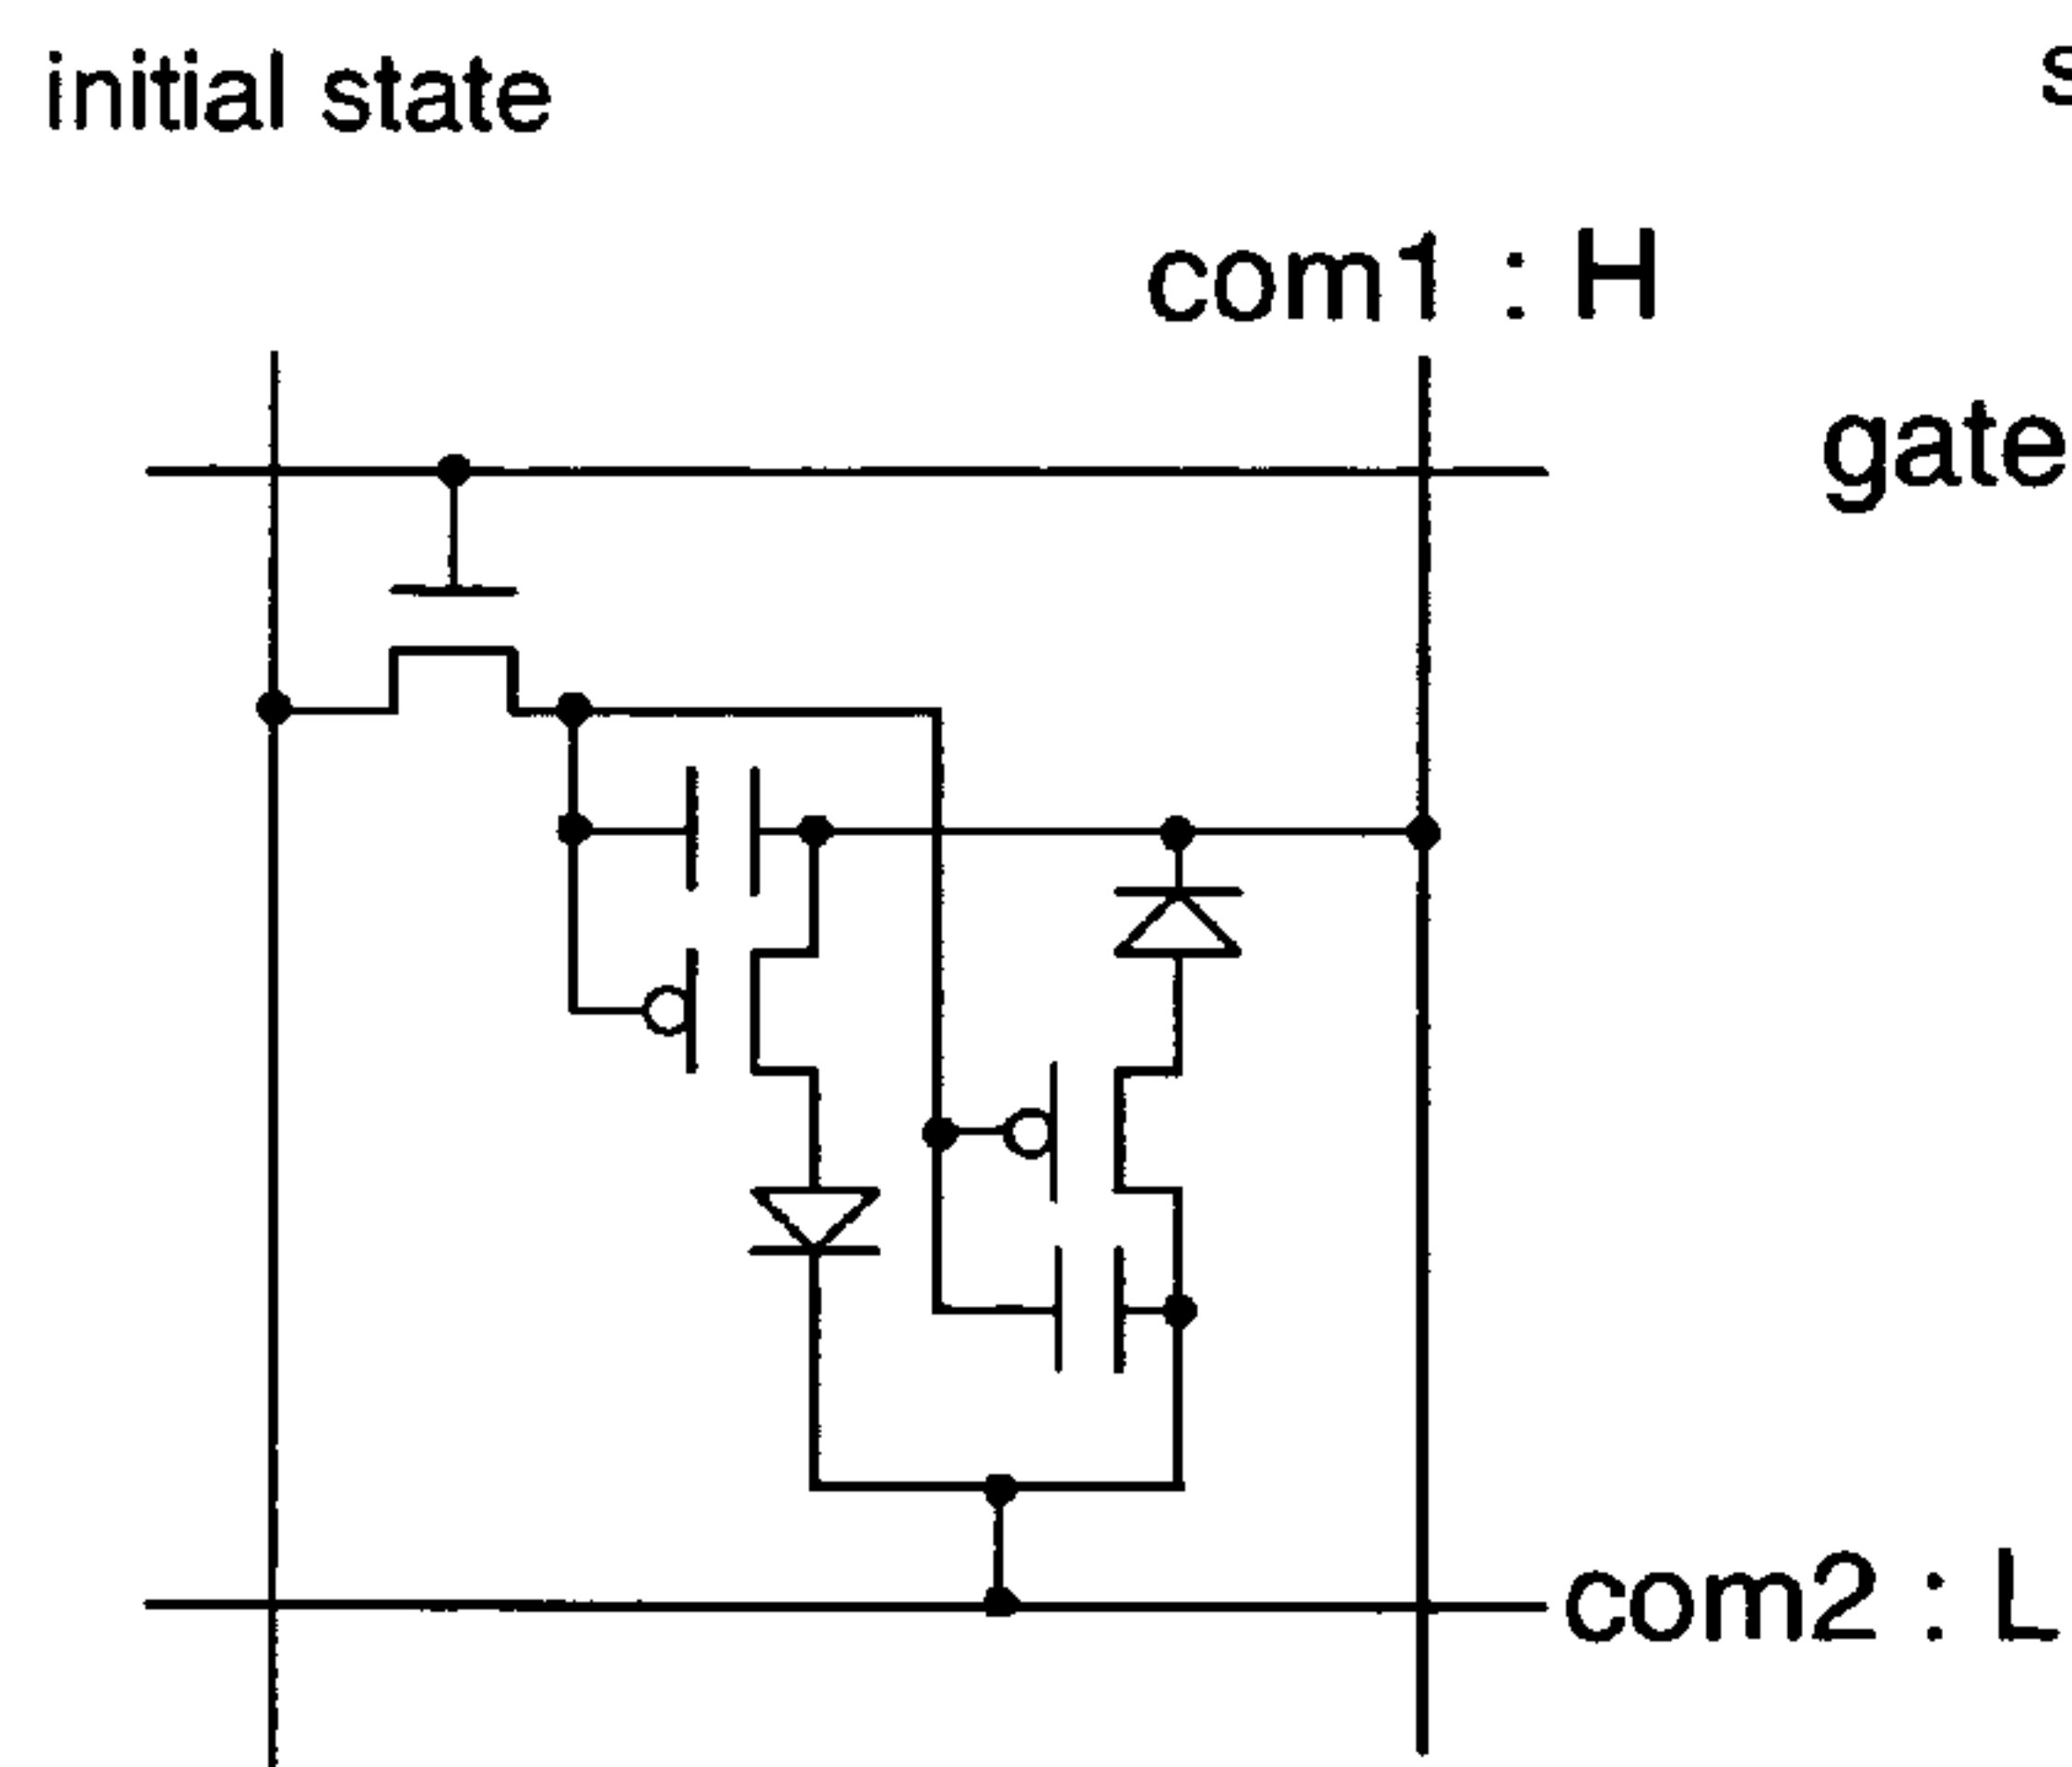 initial state
com1 : H
gate
com2 : L